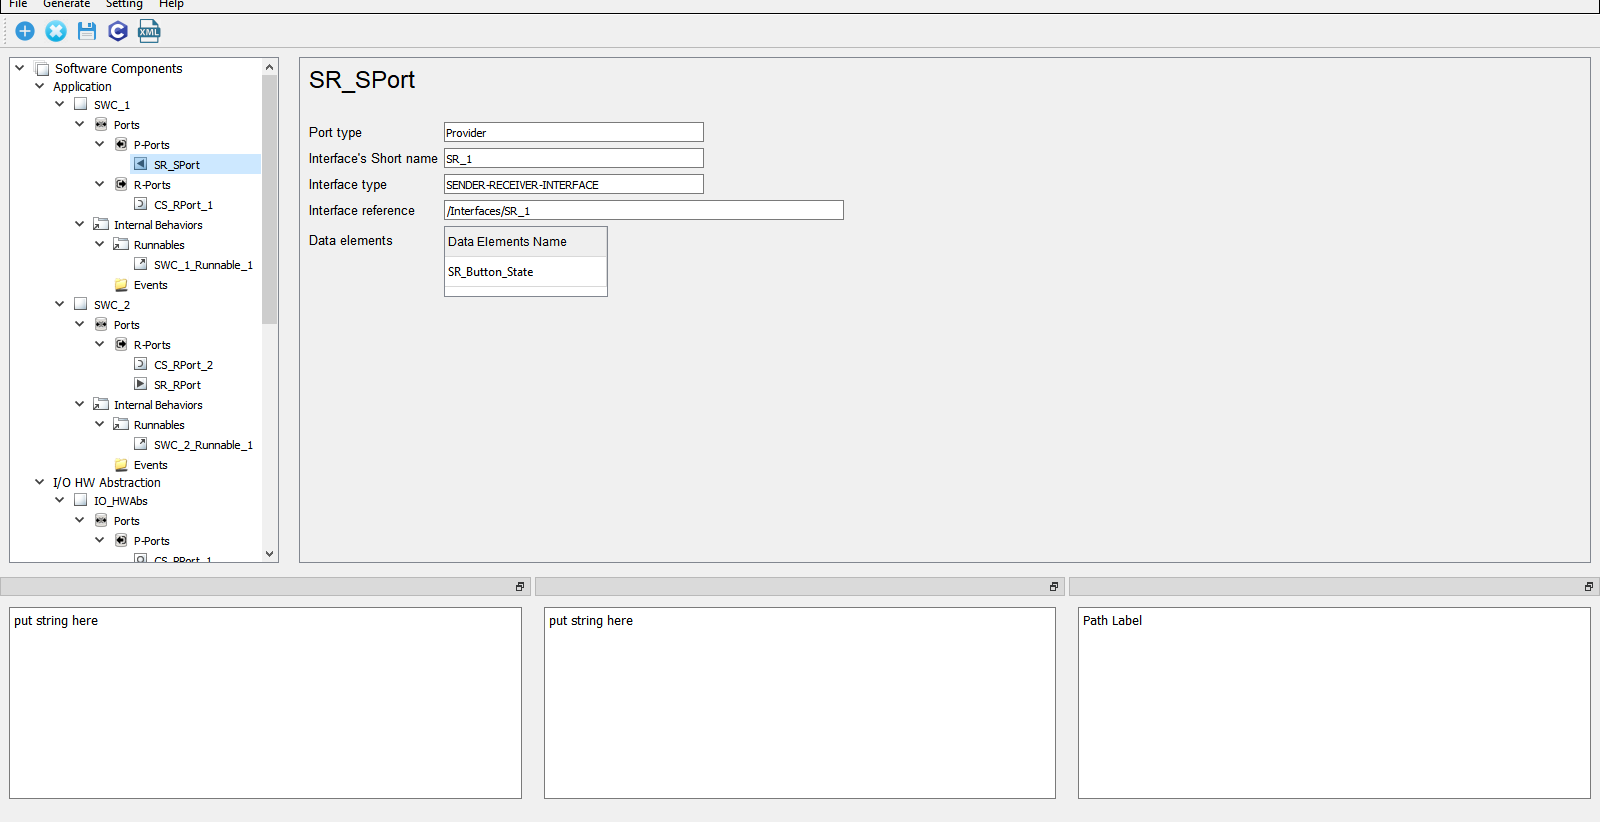 File Generate Setting Help
XML
Software Components
Application
SWC_1
Ports
P-Ports
SR_SPort
R-Ports
CS_RPort_1
Internal Behaviors
Runnables
SWC_1_Runnable_1
Events
SWC_2
Ports
R-Ports
CS_RPort_2
SR_RPort
Internal Behaviors
Runnables
SWC_2_Runnable_1
Events
I/O HW Abstraction
IO_HWAbs
Ports
P-Ports
SR_SPort
Port type Provider
Interface's Short name SR_1
Interface type SENDER-RECEIVER-INTERFACE
Interface reference /Interfaces/SR_1
Data elements
Data Elements Name
SR_Button_State
put string here
put string here
Path Label